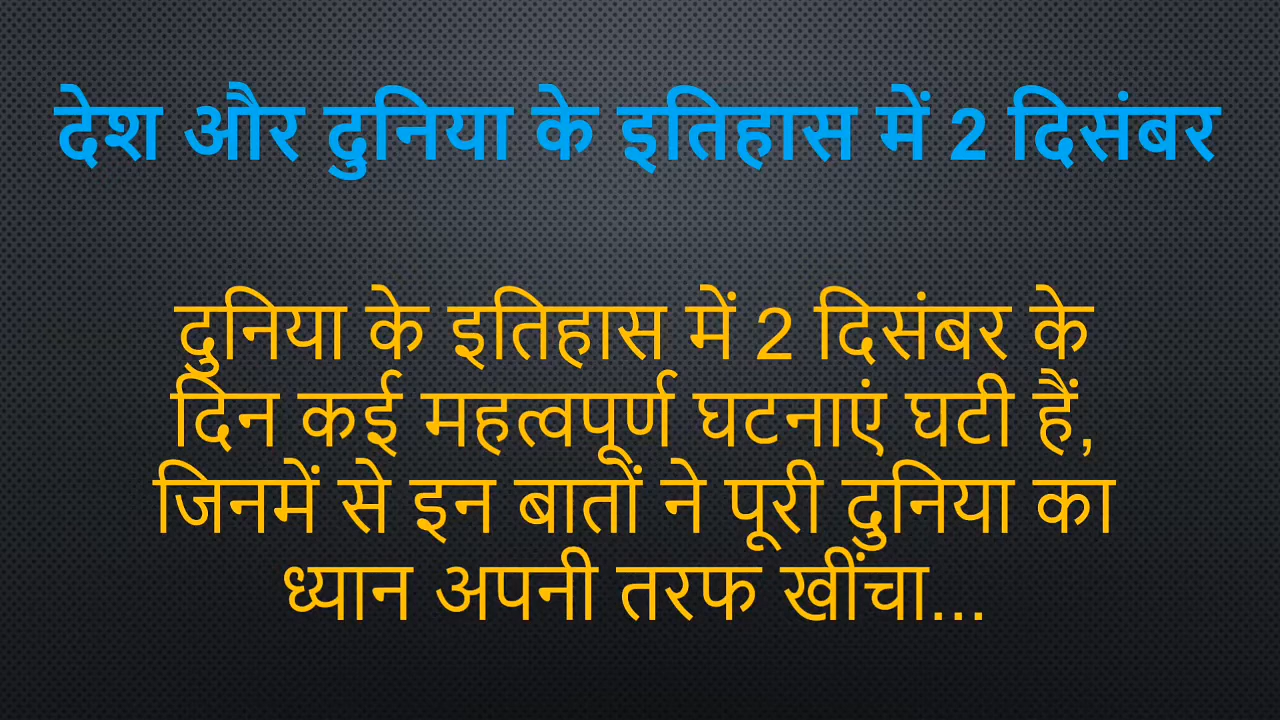 देश और दुनिया के इतिहास में 2 दिसंबर
दुनिया के इतिहास में 2 दिसंबर के
दिन कई महत्वपूर्ण घटनाएं घटी हैं,
जिनमें से इन बातों ने पूरी दुनिया का
ध्यान अपनी तरफ खींचा...